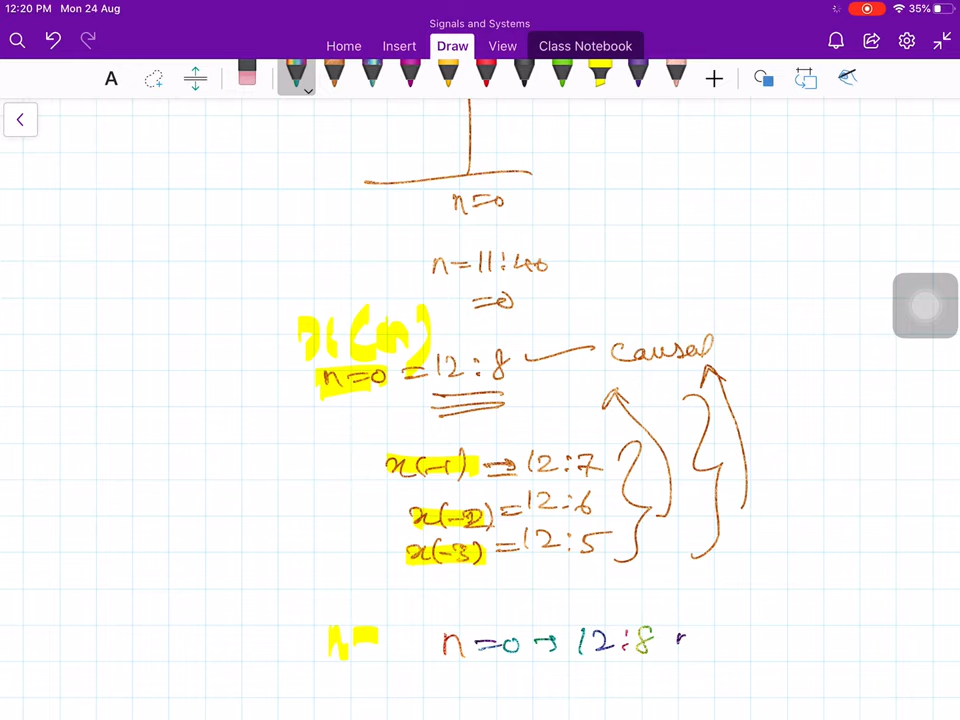 12:20 PM Mon 24 Aug
35%
Signals and Systems
Home Insert Draw View Class Notebook
A
n=0
n=11:40
=0
x(n)
n=0 = 12:8 causal
x(-1) → 12:7
x(-2) = 12:6
x(-3) = 12:5
n= n=0 → 12:8